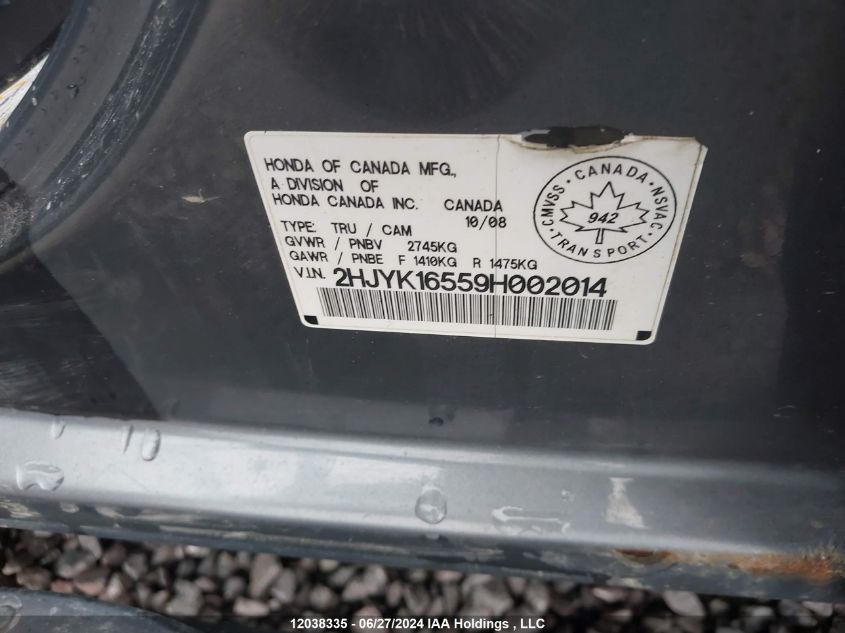 HONDA OF CANADA MFG.,
A DIVISION OF
HONDA CANADA INC. CANADA
10/08
TYPE: TRU / CAM
GVWR / PNBV 2745KG
GAWR / PNBE F 1410KG R 1475KG
V.I.N. 2HJYK16559H002014
CANADA
CMVSS · NSVAC
942
TRANSPORT
12038335 - 06/27/2024 IAA Holdings , LLC